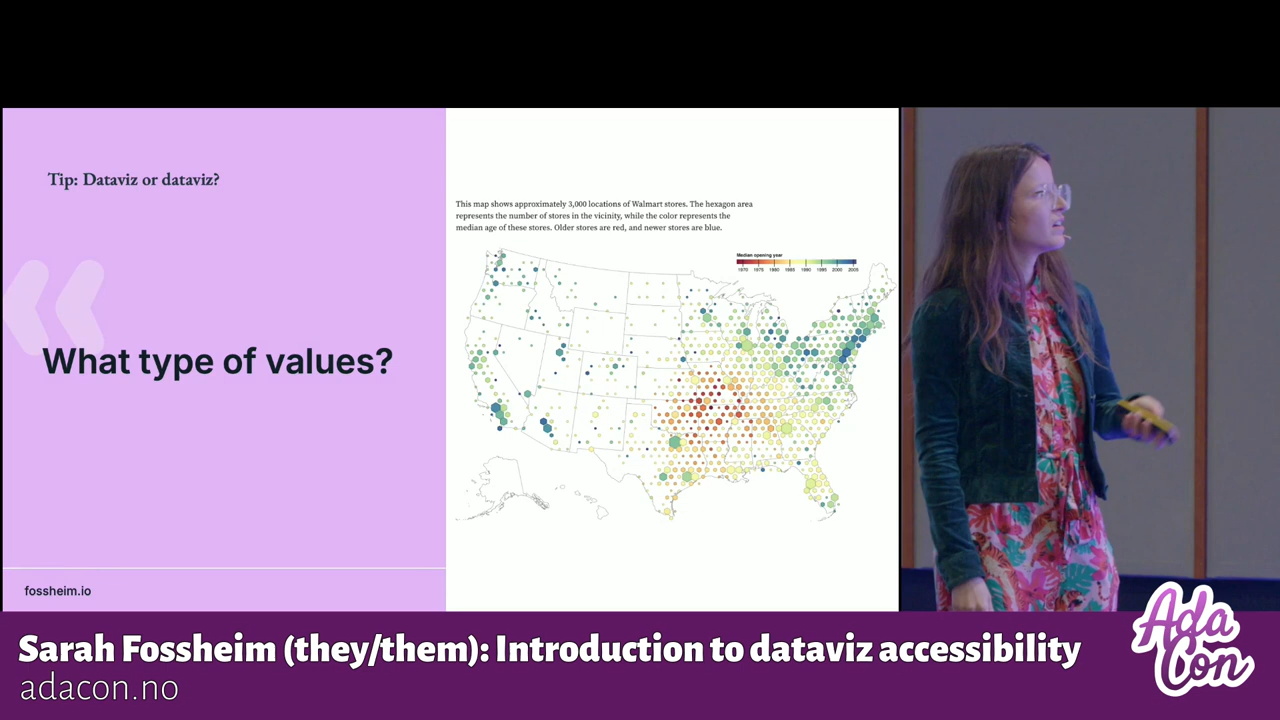 Tip: Dataviz or dataviz?
What type of values?
fossheim.io
This map shows approximately 3,000 locations of Walmart stores. The hexagon area
represents the number of stores in the vicinity, while the color represents the
median age of these stores. Older stores are red, and newer stores are blue.
Median opening year
1970 1975 1980 1985 1990 1995 2000 2005
Sarah Fossheim (they/them): Introduction to dataviz accessibility
adacon.no
Ada
Con